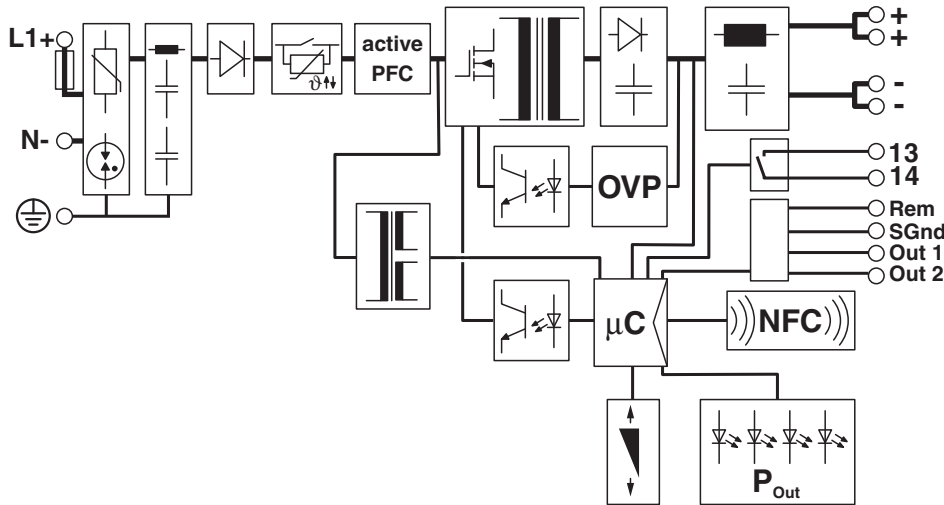 L1+
N-
active
PFC
ϑ
+
+
-
-
OVP
13
14
Rem
SGnd
Out 1
Out 2
μC
NFC
P Out